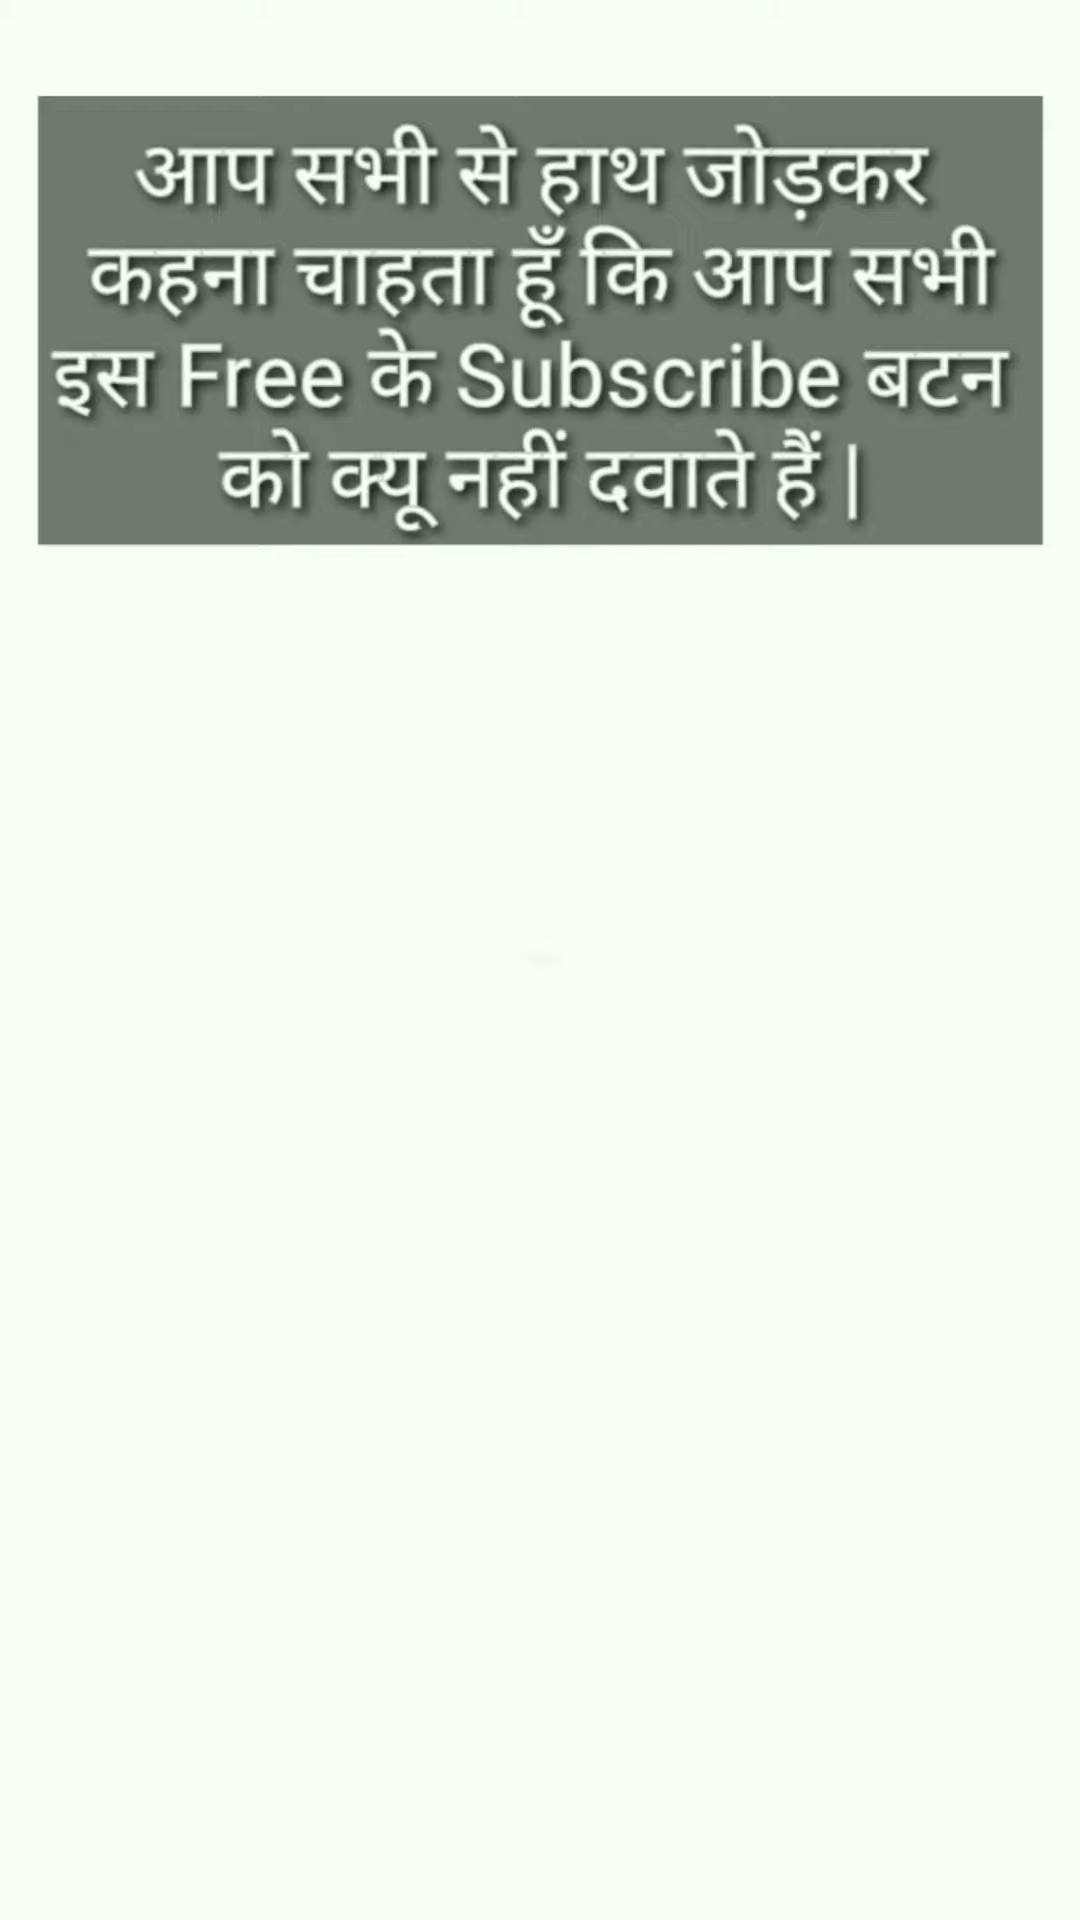 आप सभी से हाथ जोड़कर
कहना चाहता हूँ कि आप सभी
इस Free के Subscribe बटन
को क्यू नहीं दवाते हैं |